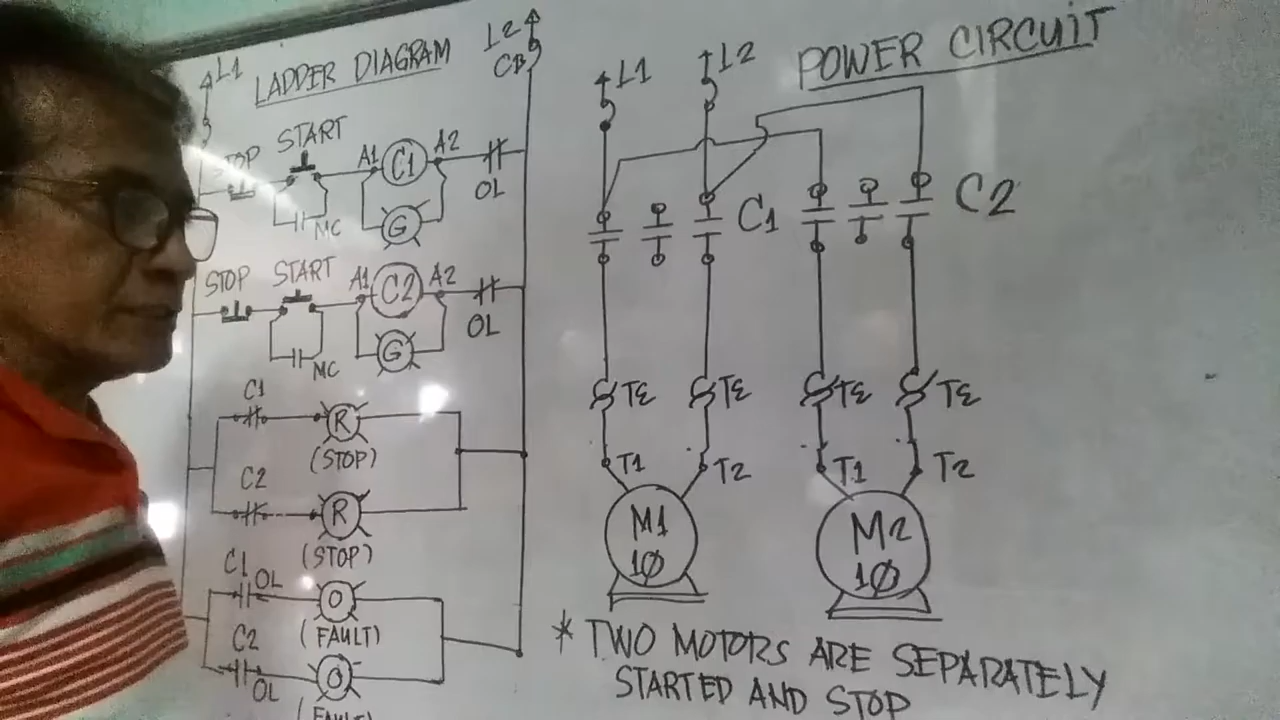 L1
LADDER DIAGRAM
L2
CB
STOP
START
A1
C1
A2
OL
MC
G
STOP
START
A1
C2
A2
OL
MC
G
C1
R
(STOP)
C2
R
(STOP)
C1
OL
O
(FAULT)
C2
OL
O
(FAULT)
POWER CIRCUIT
L1
L2
C1
C2
TE
TE
TE
TE
T1
T2
T1
T2
M1
1Ø
M2
1Ø
* TWO MOTORS ARE SEPARATELY
STARTED AND STOP